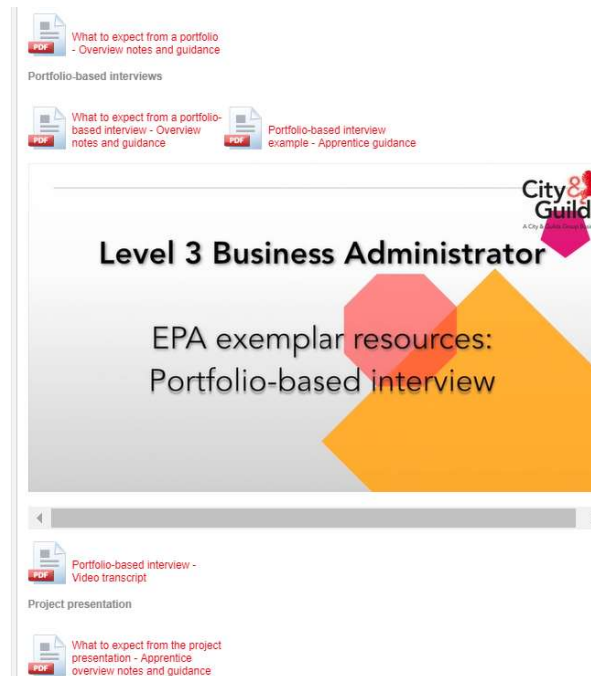 What to expect from a portfolio
- Overview notes and guidance
PDF
Portfolio-based interviews
What to expect from a portfolio-
based interview - Overview
notes and guidance
PDF
Portfolio-based interview
example - Apprentice guidance
PDF
City&
Guild
A City & Guilds Group Busi
Level 3 Business Administrator
EPA exemplar resources:
Portfolio-based interview
Portfolio-based interview -
Video transcript
PDF
Project presentation
What to expect from the project
presentation - Apprentice
overview notes and guidance
PDF